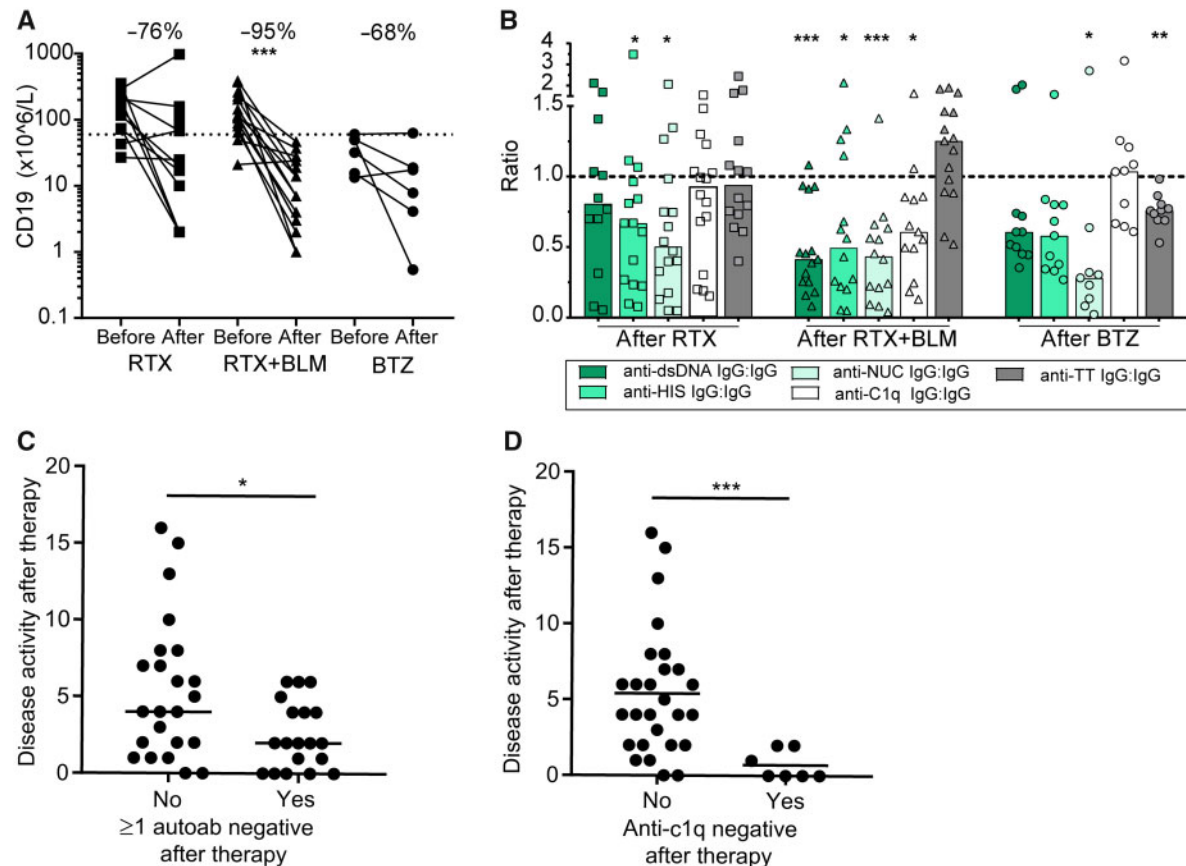 A
–76% –95% –68%
***
1000
100
10
1
0.1
CD19 (x10^6/L)
Before After Before After Before After
RTX RTX+BLM BTZ
B
* * *** * *** * * **
4
3
2
1.5
1.0
0.5
0.0
Ratio
After RTX After RTX+BLM After BTZ
anti-dsDNA IgG:IgG anti-NUC IgG:IgG anti-TT IgG:IgG
anti-HIS IgG:IgG anti-C1q IgG:IgG
C
*
20
15
10
5
0
Disease activity after therapy
No Yes
≥1 autoab negative
after therapy
D
***
20
15
10
5
0
Disease activity after therapy
No Yes
Anti-c1q negative
after therapy